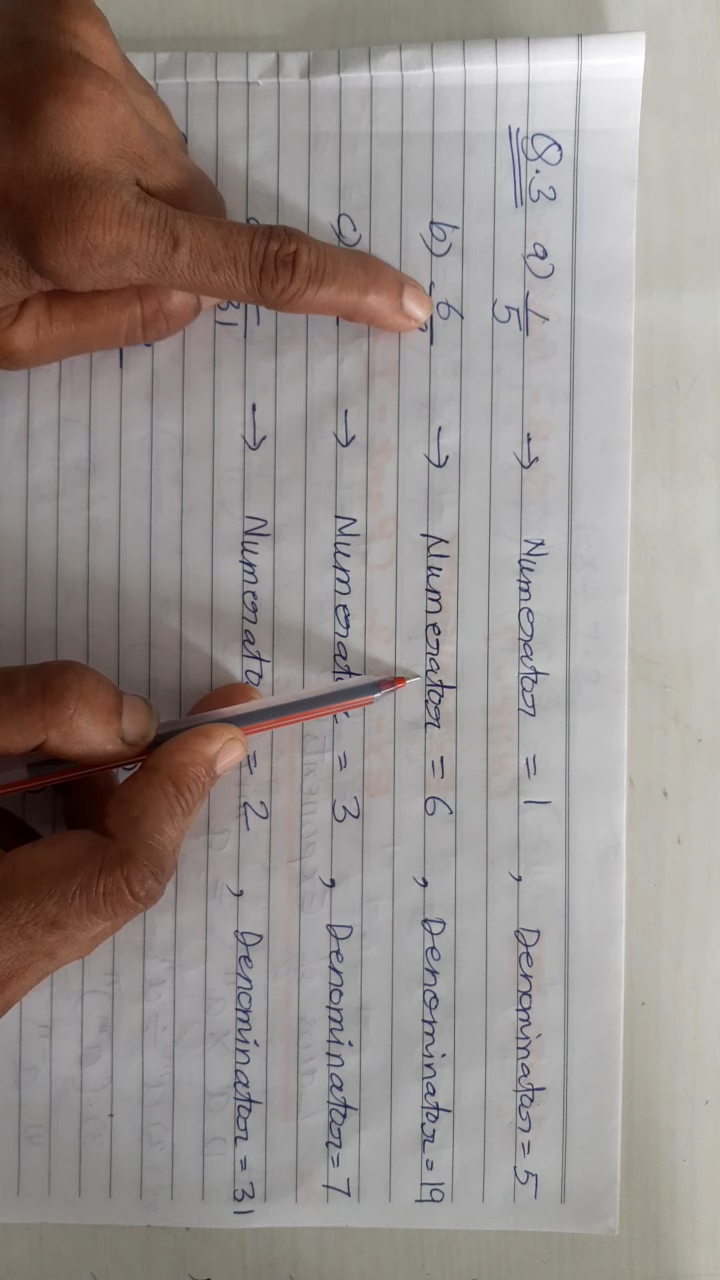 Q.3 a) 1/5 → Numerator = 1 , Denominator = 5
b) 6/ → Numerator = 6 , Denominator = 19
c) → Numerat = 3 , Denominator = 7
31 → Numerato = 2 , Denominator = 31